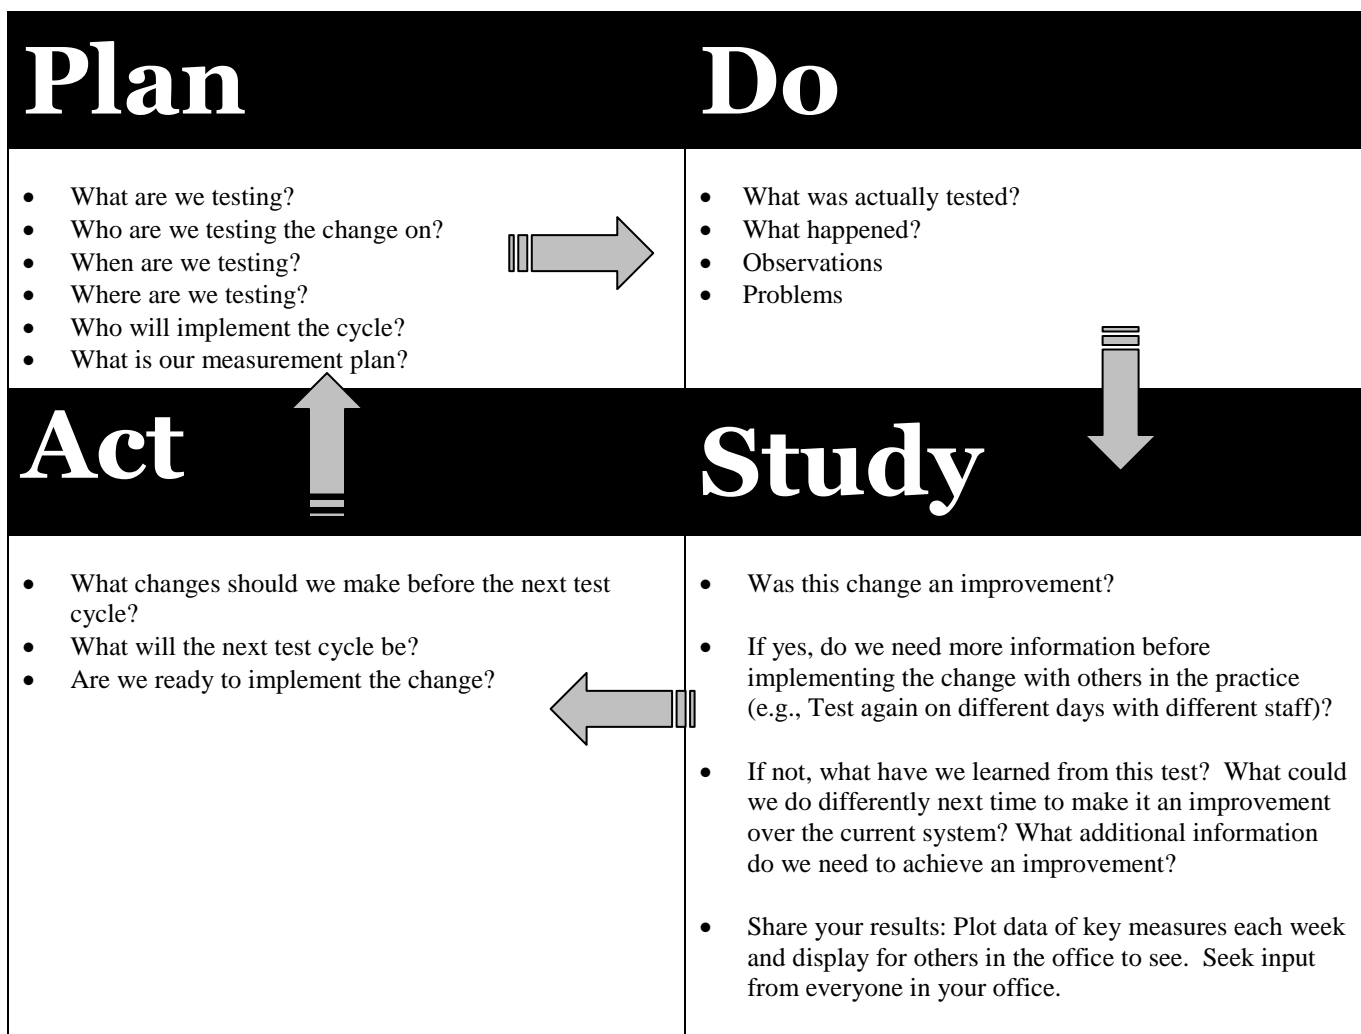 Plan
• What are we testing?
• Who are we testing the change on?
• When are we testing?
• Where are we testing?
• Who will implement the cycle?
• What is our measurement plan?
Do
• What was actually tested?
• What happened?
• Observations
• Problems
Act
• What changes should we make before the next test
cycle?
• What will the next test cycle be?
• Are we ready to implement the change?
Study
• Was this change an improvement?
• If yes, do we need more information before
implementing the change with others in the practice
(e.g., Test again on different days with different staff)?
• If not, what have we learned from this test?  What could
we do differently next time to make it an improvement
over the current system? What additional information
do we need to achieve an improvement?
• Share your results: Plot data of key measures each week
and display for others in the office to see.  Seek input
from everyone in your office.